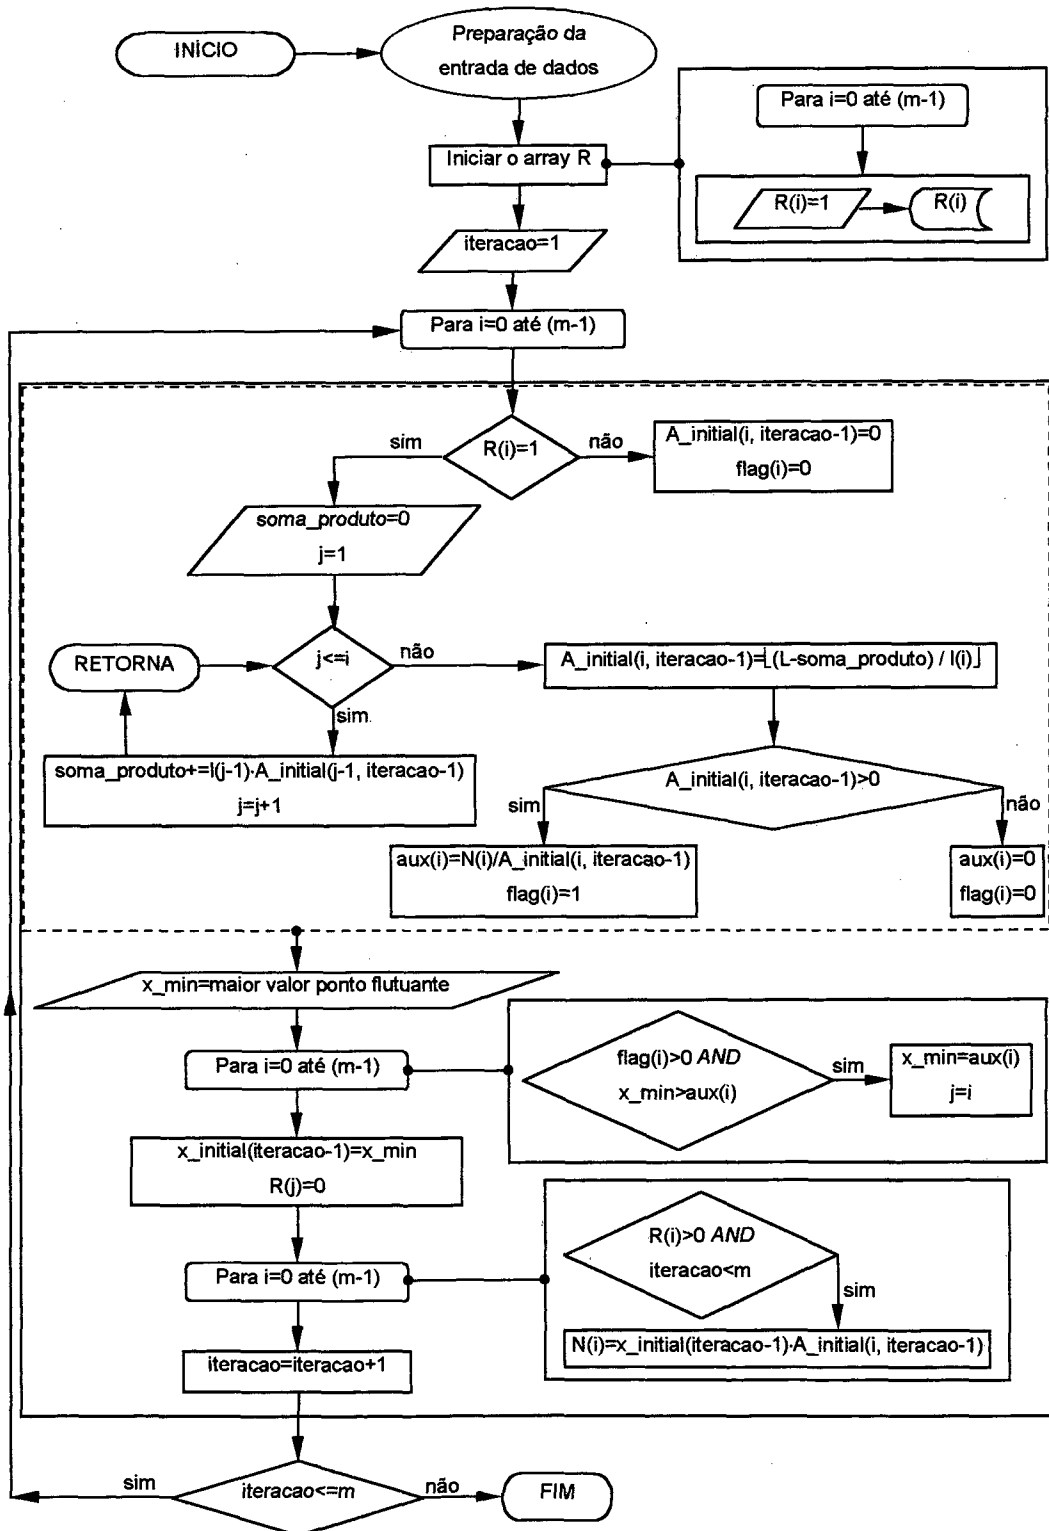 INÍCIO
Preparação da
entrada de dados
Iniciar o array R
Para i=0 até (m-1)
R(i)=1
R(i)
iteracao=1
Para i=0 até (m-1)
R(i)=1
sim
não
A_initial(i, iteracao-1)=0
flag(i)=0
soma_produto=0
j=1
RETORNA
j<=i
não
sim
A_initial(i, iteracao-1)=⌊(L-soma_produto) / l(i)⌋
soma_produto+=l(j-1)·A_initial(j-1, iteracao-1)
j=j+1
A_initial(i, iteracao-1)>0
sim
não
aux(i)=N(i)/A_initial(i, iteracao-1)
flag(i)=1
aux(i)=0
flag(i)=0
x_min=maior valor ponto flutuante
Para i=0 até (m-1)
flag(i)>0 AND
x_min>aux(i)
sim
x_min=aux(i)
j=i
x_initial(iteracao-1)=x_min
R(j)=0
Para i=0 até (m-1)
R(i)>0 AND
iteracao<m
sim
N(i)=x_initial(iteracao-1)·A_initial(i, iteracao-1)
iteracao=iteracao+1
iteracao<=m
sim
não
FIM